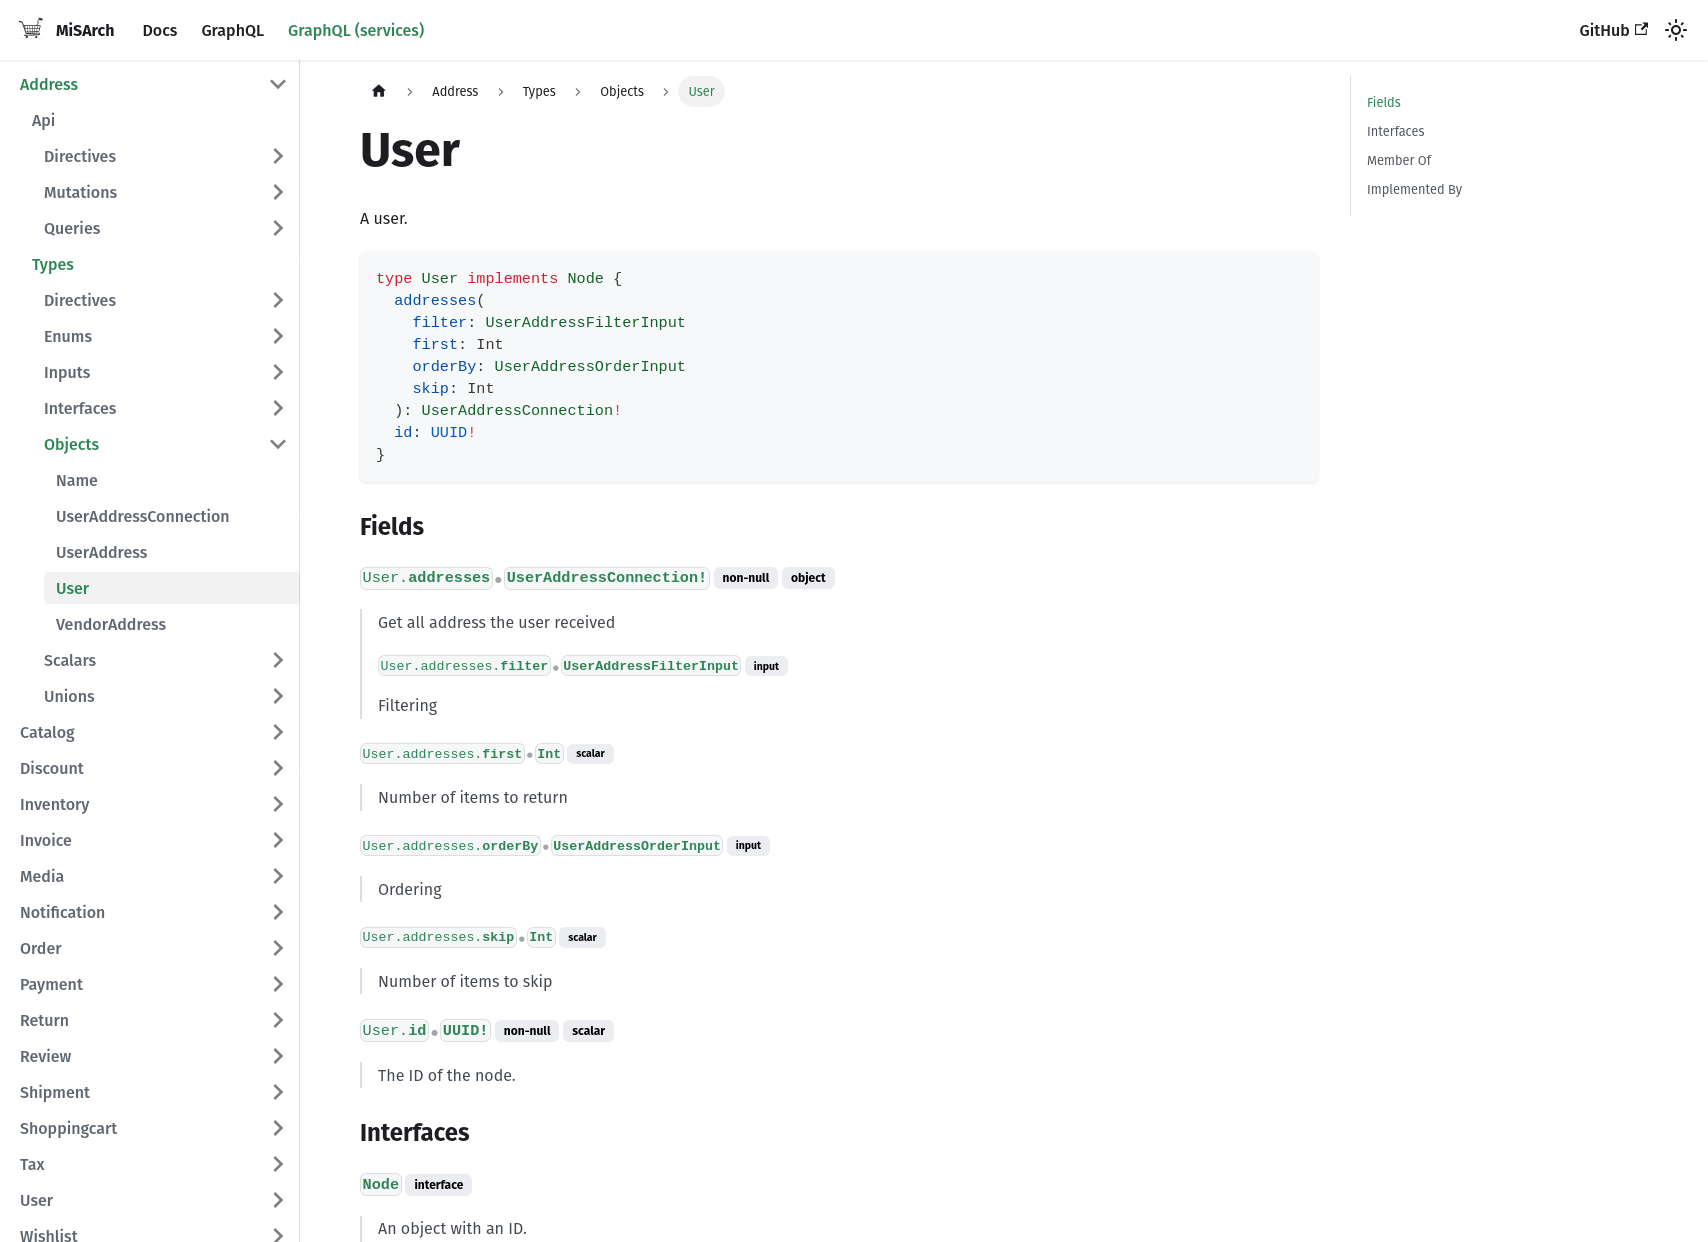 MiSArch Docs GraphQL GraphQL (services) GitHub
Address
Api
Directives
Mutations
Queries
Types
Directives
Enums
Inputs
Interfaces
Objects
Name
UserAddressConnection
UserAddress
User
VendorAddress
Scalars
Unions
Catalog
Discount
Inventory
Invoice
Media
Notification
Order
Payment
Return
Review
Shipment
Shoppingcart
Tax
User
Wishlist
Address Types Objects User
User
A user.
type User implements Node {
  addresses(
    filter: UserAddressFilterInput
    first: Int
    orderBy: UserAddressOrderInput
    skip: Int
  ): UserAddressConnection!
  id: UUID!
}
Fields
User.addresses ● UserAddressConnection! non-null object
Get all address the user received
User.addresses.filter ● UserAddressFilterInput input
Filtering
User.addresses.first ● Int scalar
Number of items to return
User.addresses.orderBy ● UserAddressOrderInput input
Ordering
User.addresses.skip ● Int scalar
Number of items to skip
User.id ● UUID! non-null scalar
The ID of the node.
Interfaces
Node interface
An object with an ID.
Fields
Interfaces
Member Of
Implemented By